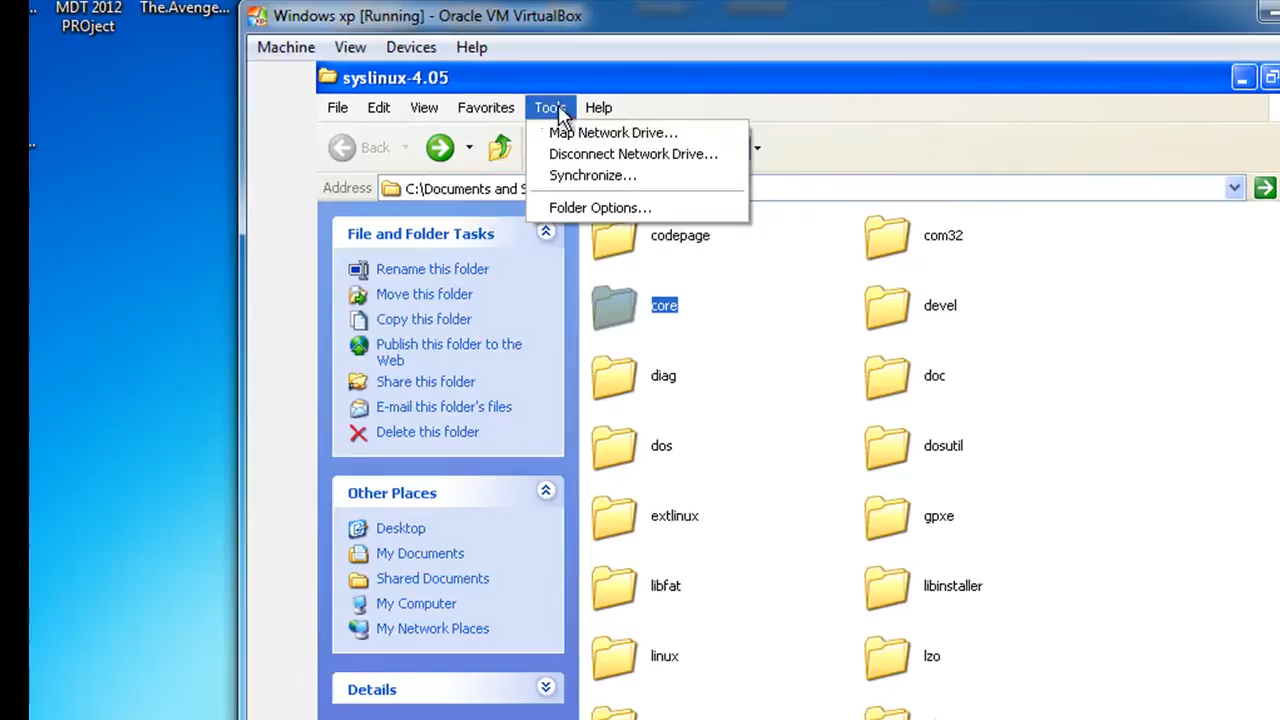 MDT 2012
PROject
The.Avenge...
Windows xp [Running] - Oracle VM VirtualBox
Machine View Devices Help
syslinux-4.05
File Edit View Favorites Tools Help
Map Network Drive...
Disconnect Network Drive...
Synchronize...
Folder Options...
Back
Address C:\Documents and S
File and Folder Tasks
Rename this folder
Move this folder
Copy this folder
Publish this folder to the
Web
Share this folder
E-mail this folder's files
Delete this folder
Other Places
Desktop
My Documents
Shared Documents
My Computer
My Network Places
Details
codepage com32
core devel
diag doc
dos dosutil
extlinux gpxe
libfat libinstaller
linux lzo